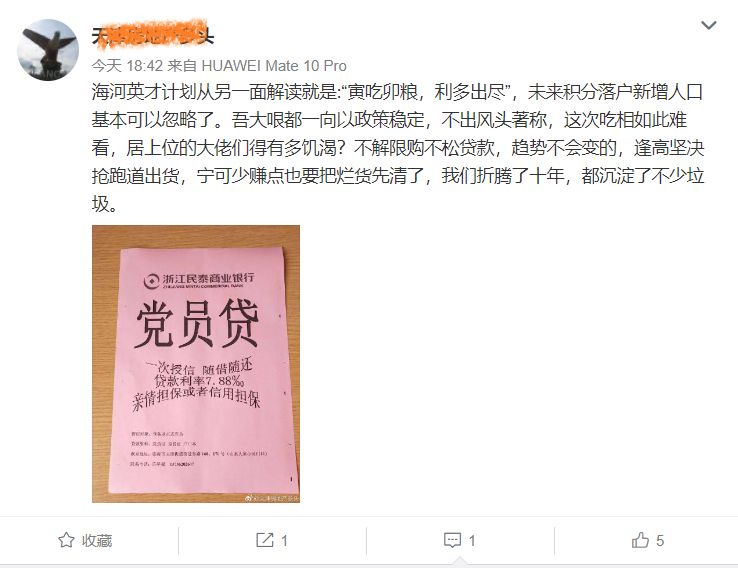 今天 18:42 来自 HUAWEI Mate 10 Pro
海河英才计划从另一面解读就是:“寅吃卯粮，利多出尽”，未来积分落户新增人口
基本可以忽略了。吾大哏都一向以政策稳定，不出风头著称，这次吃相如此难
看，居上位的大佬们得有多饥渴？不解限购不松贷款，趋势不会变的，逢高坚决
抢跑道出货，宁可少赚点也要把烂货先清了，我们折腾了十年，都沉淀了不少垃
圾。
浙江民泰商业银行
ZHEJIANG MINTAI COMMERCIAL BANK
党员贷
一次授信 随借随还
贷款利率7.88‰
亲情担保或者信用担保
收藏
1
1
5